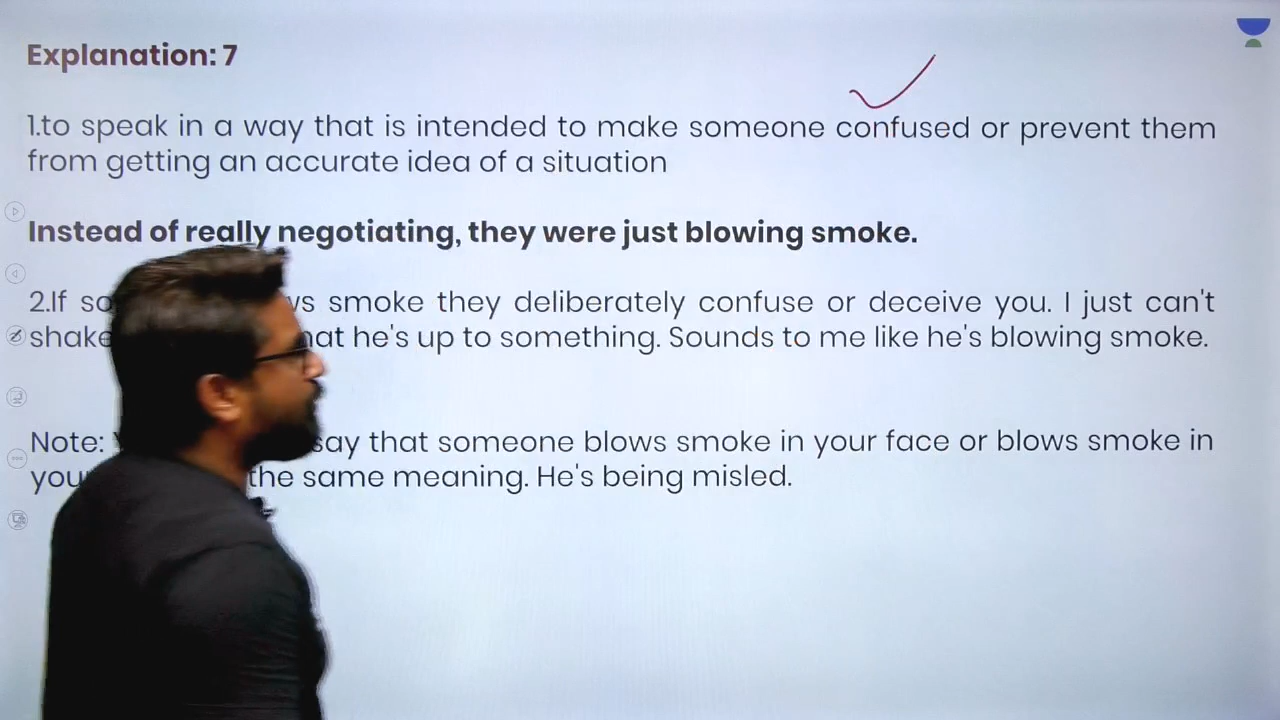 Explanation: 7
1.to speak in a way that is intended to make someone confused or prevent them
from getting an accurate idea of a situation
Instead of really negotiating, they were just blowing smoke.
2.If smoke they deliberately confuse or deceive you. I just can't
shake he's up to something. Sounds to me like he's blowing smoke.
Note: say that someone blows smoke in your face or blows smoke in
the same meaning. He's being misled.